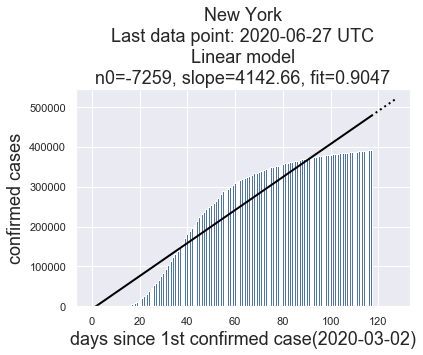 New York
Last data point: 2020-06-27 UTC
Linear model
n0=-7259, slope=4142.66, fit=0.9047
500000
400000
300000
200000
100000
0
confirmed cases
0 20 40 60 80 100 120
days since 1st confirmed case(2020-03-02)